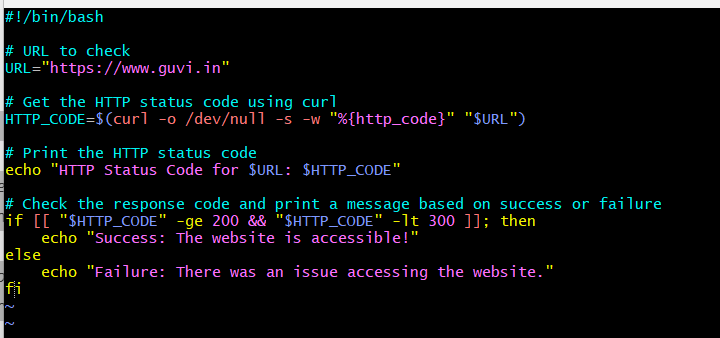 #!/bin/bash
# URL to check
URL="https://www.guvi.in"
# Get the HTTP status code using curl
HTTP_CODE=$(curl -o /dev/null -s -w "%{http_code}" "$URL")
# Print the HTTP status code
echo "HTTP Status Code for $URL: $HTTP_CODE"
# Check the response code and print a message based on success or failure
if [[ "$HTTP_CODE" -ge 200 && "$HTTP_CODE" -lt 300 ]]; then
    echo "Success: The website is accessible!"
else
    echo "Failure: There was an issue accessing the website."
fi
~
~